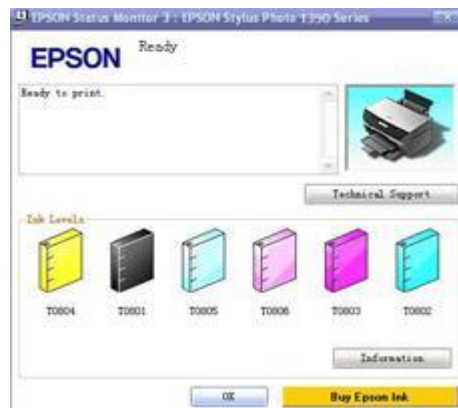 EPSON Status Monitor 3 : EPSON Stylus Photo 1390 Series
EPSON
Ready
Ready to print.
Technical Support
Ink Levels
T0804 T0801 T0805 T0806 T0803 T0802
Information
OK
Buy Epson Ink